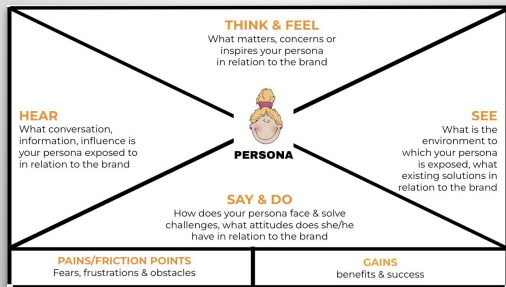 THINK & FEEL
What matters, concerns or
inspires your persona
in relation to the brand
HEAR
What conversation,
information, influence is
your persona exposed to
in relation to the brand
PERSONA
SEE
What is the
environment to
which your persona
is exposed, what
existing solutions in
relation to the brand
SAY & DO
How does your persona face & solve
challenges, what attitudes does she/he
have in relation to the brand
PAINS/FRICTION POINTS
Fears, frustrations & obstacles
GAINS
benefits & success